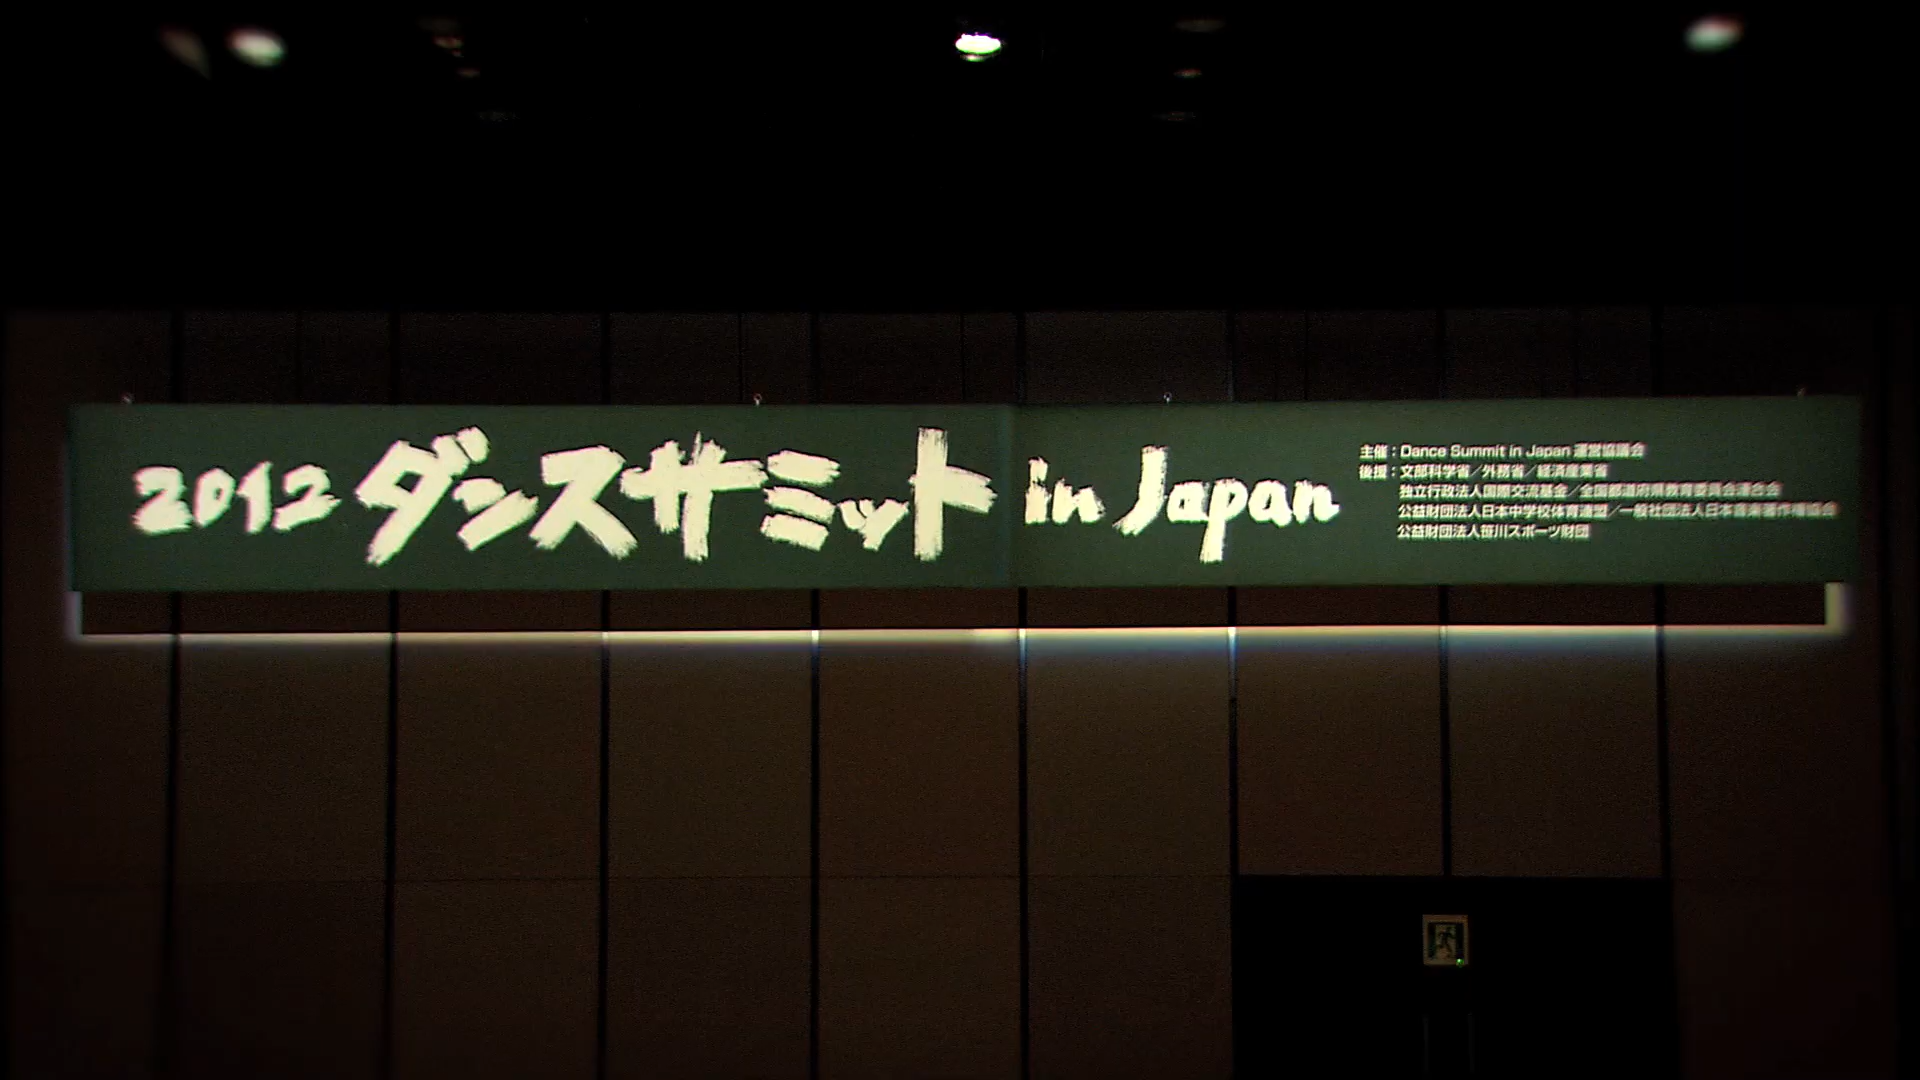 2012 ダンスサミット in Japan
主催：Dance Summit in Japan 運営協議会
後援：文部科学省／外務省／経済産業省
独立行政法人国際交流基金／全国都道府県教育委員会連合会
公益財団法人日本中学校体育連盟／一般社団法人日本音楽著作権協会
公益財団法人笹川スポーツ財団